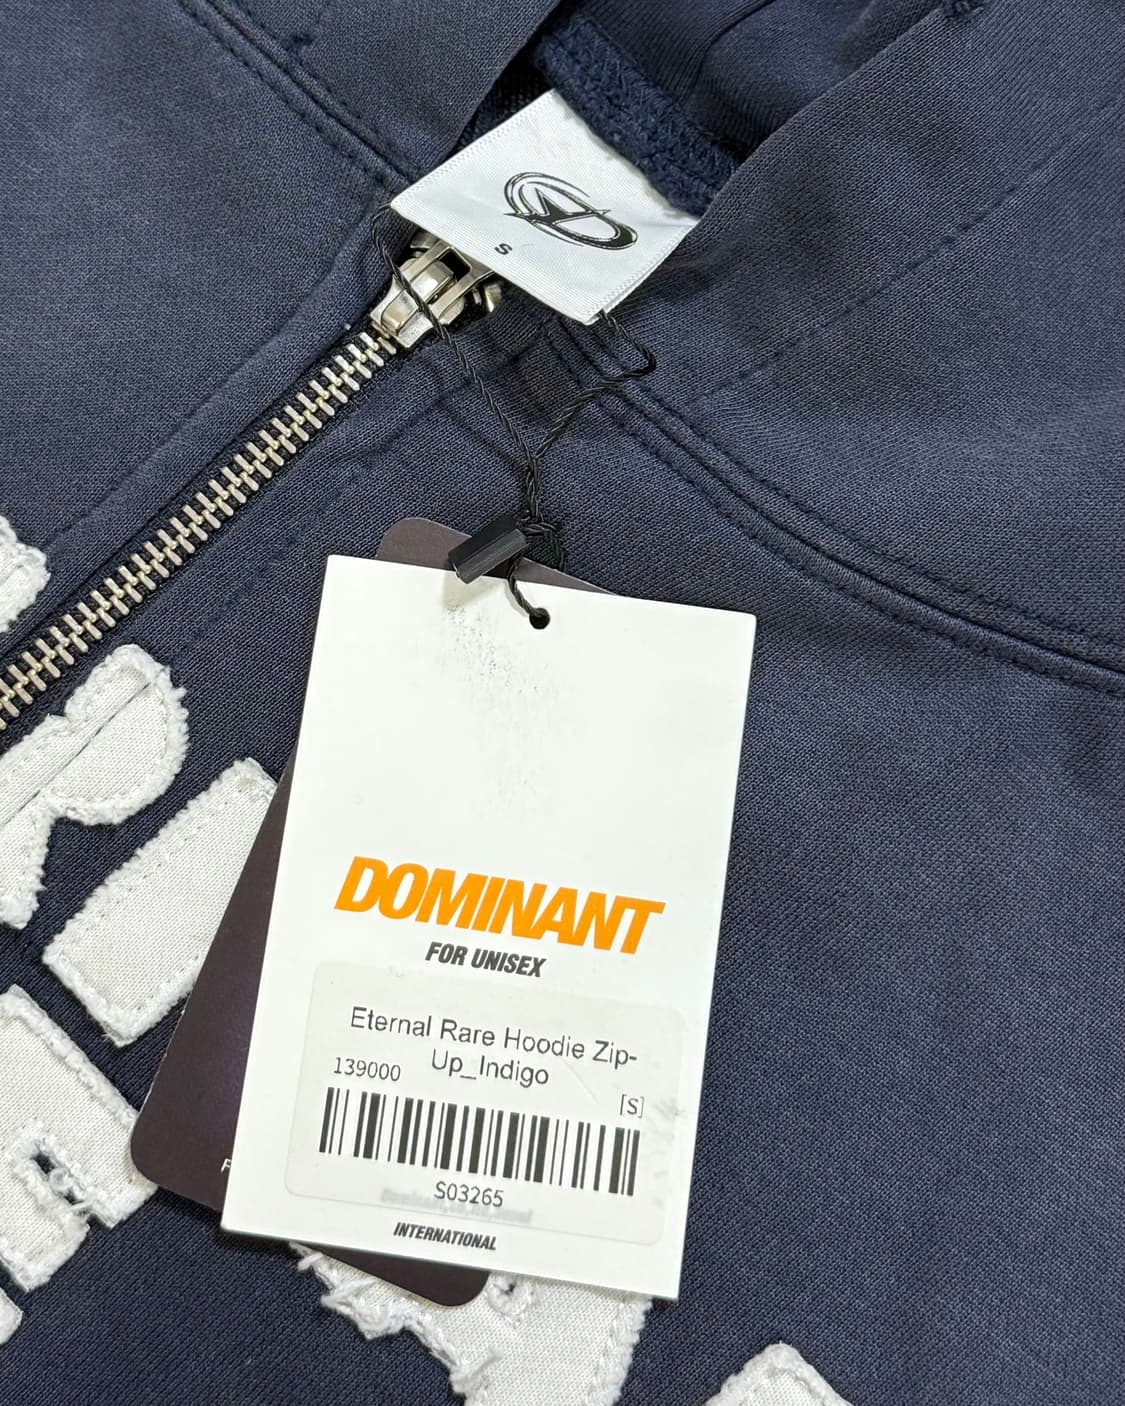 S
DOMINANT
FOR UNISEX
Eternal Rare Hoodie Zip-
Up_Indigo
139000
[S]
S03265
INTERNATIONAL